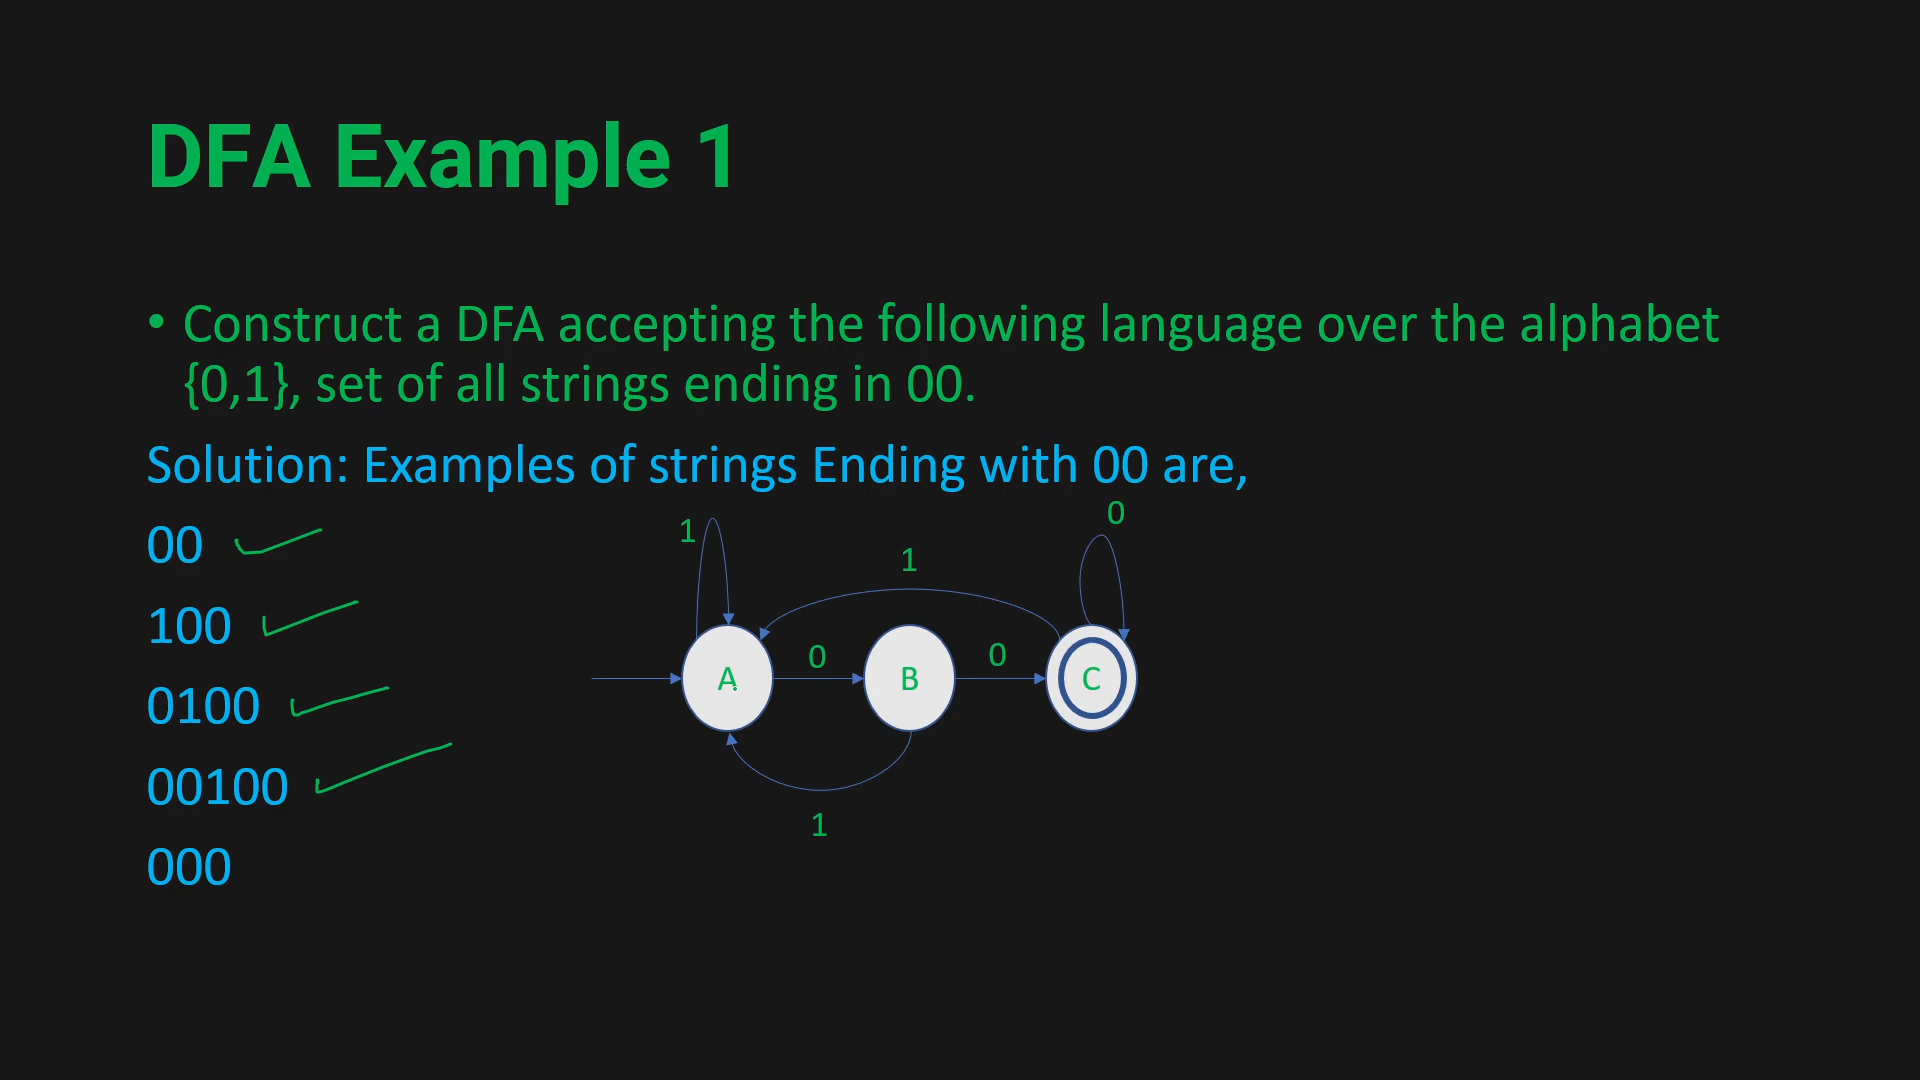 DFA Example 1
• Construct a DFA accepting the following language over the alphabet
{0,1}, set of all strings ending in 00.
Solution: Examples of strings Ending with 00 are,
00
100
0100
00100
000
1
1
0
A
0
B
0
C
1